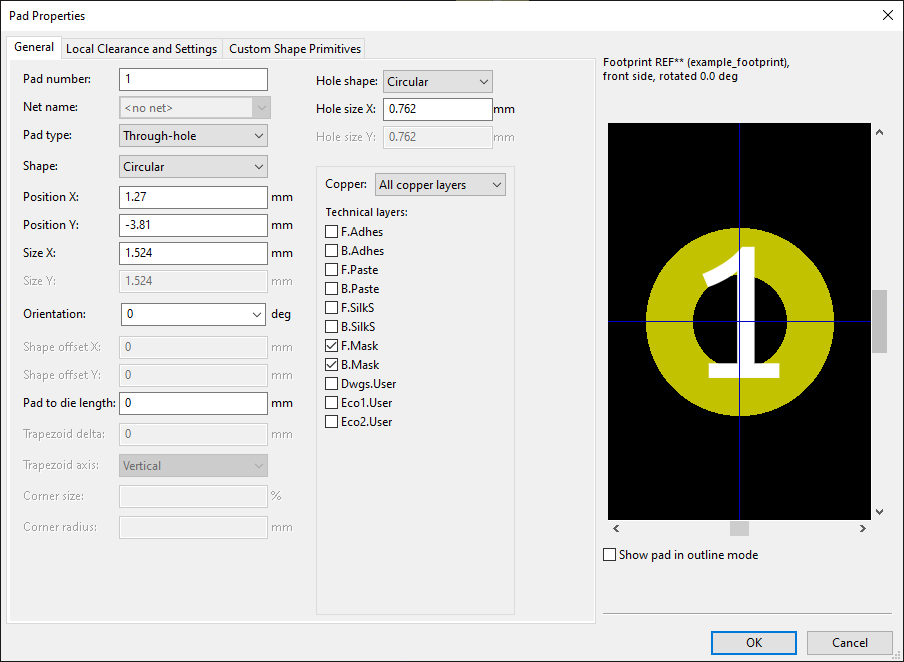 Pad Properties
General
Local Clearance and Settings
Custom Shape Primitives
Pad number:
1
Net name:
<no net>
Pad type:
Through-hole
Shape:
Circular
Position X:
1.27
mm
Position Y:
-3.81
mm
Size X:
1.524
mm
Size Y:
1.524
mm
Orientation:
0
deg
Shape offset X:
0
mm
Shape offset Y:
0
mm
Pad to die length:
0
mm
Trapezoid delta:
0
mm
Trapezoid axis:
Vertical
Corner size:
%
Corner radius:
mm
Hole shape:
Circular
Hole size X:
0.762
mm
Hole size Y:
0.762
mm
Copper:
All copper layers
Technical layers:
F.Adhes
B.Adhes
F.Paste
B.Paste
F.SilkS
B.SilkS
F.Mask
B.Mask
Dwgs.User
Eco1.User
Eco2.User
Footprint REF** (example_footprint),
front side, rotated 0.0 deg
1
Show pad in outline mode
OK
Cancel